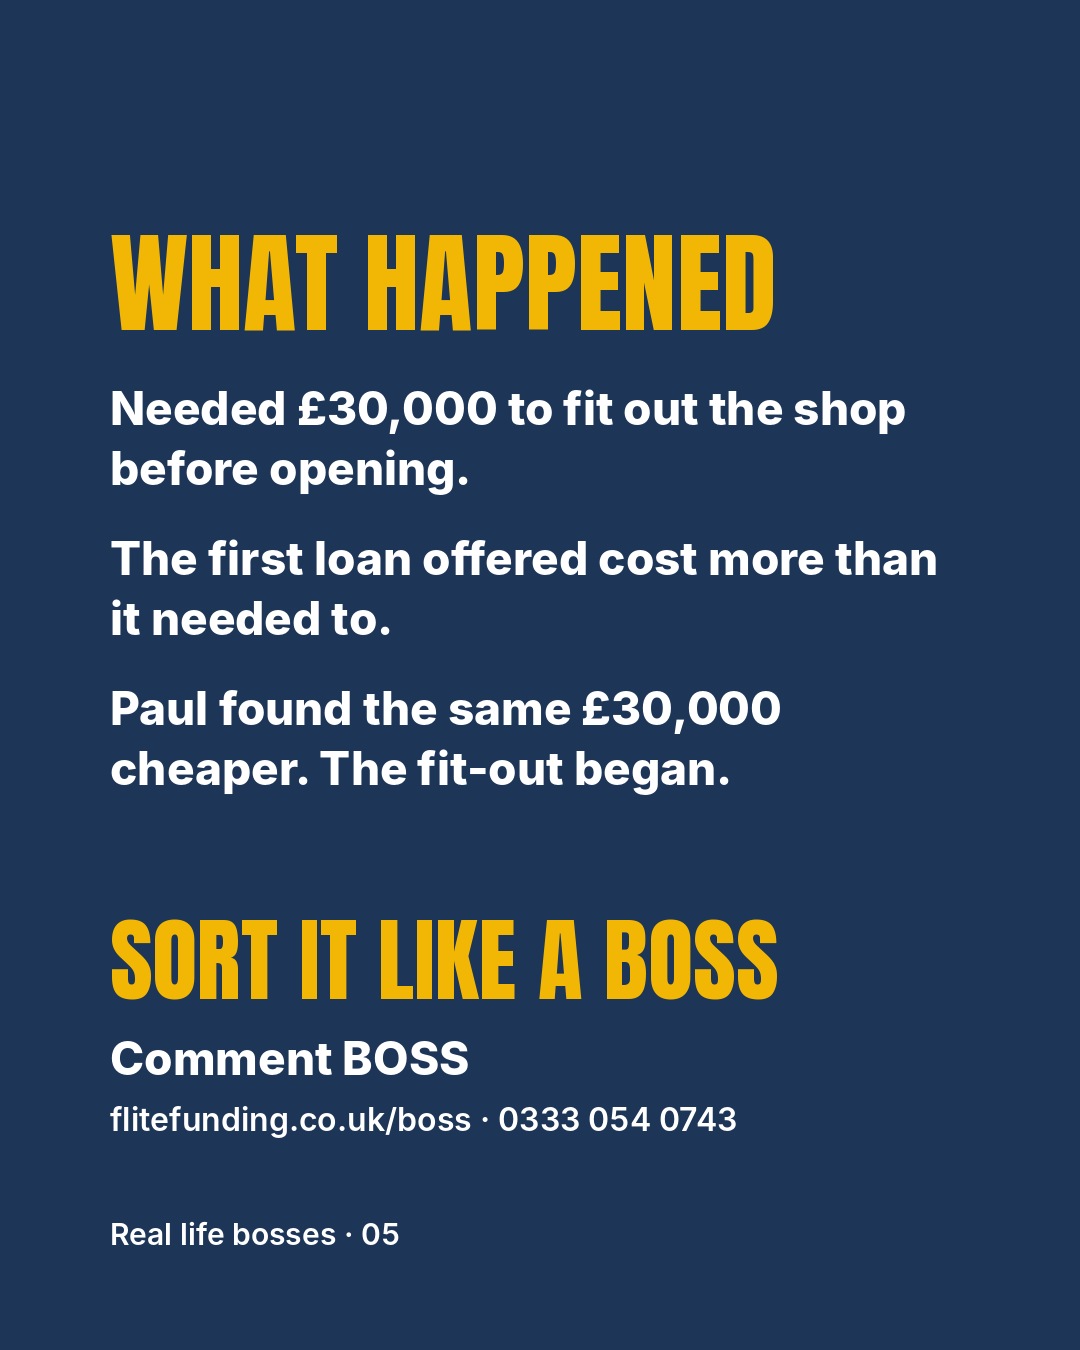 WHAT HAPPENED
Needed £30,000 to fit out the shop
before opening.
The first loan offered cost more than
it needed to.
Paul found the same £30,000
cheaper. The fit-out began.
SORT IT LIKE A BOSS
Comment BOSS
flitefunding.co.uk/boss · 0333 054 0743
Real life bosses · 05